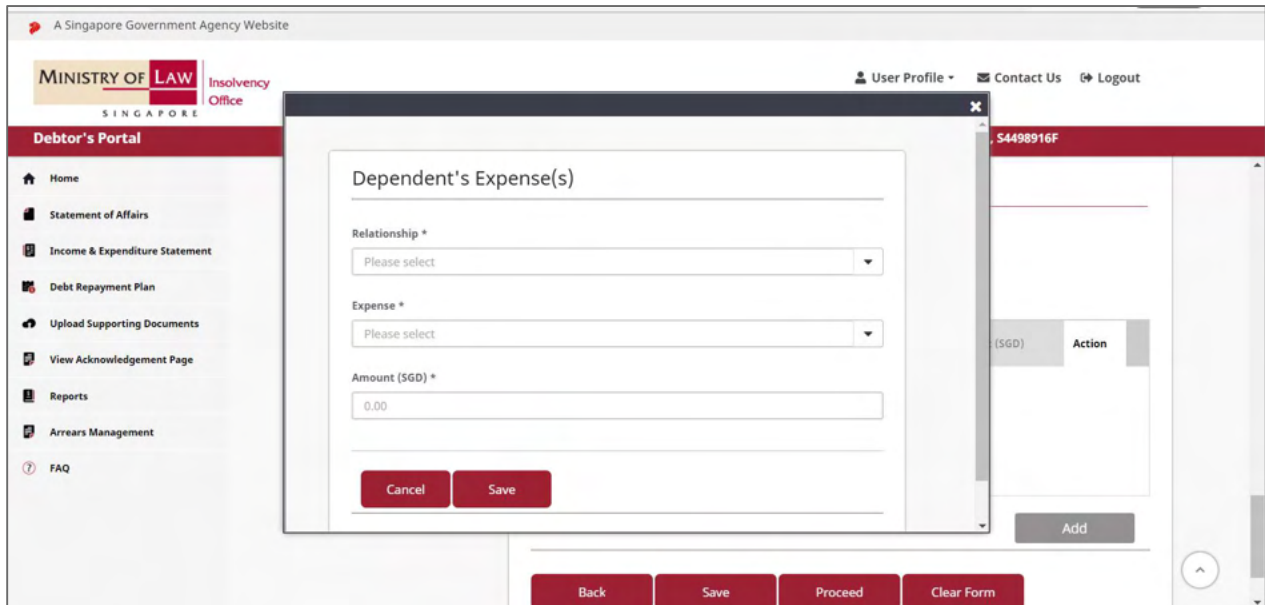 A Singapore Government Agency Website
MINISTRY OF LAW
SINGAPORE
Insolvency
Office
User Profile
Contact Us
Logout
Debtor's Portal
, S4498916F
Home
Statement of Affairs
Income & Expenditure Statement
Debt Repayment Plan
Upload Supporting Documents
View Acknowledgement Page
Reports
Arrears Management
FAQ
Dependent's Expense(s)
Relationship *
Please select
Expense *
Please select
Amount (SGD) *
0.00
Cancel Save
(SGD) Action
Add
Back Save Proceed Clear Form